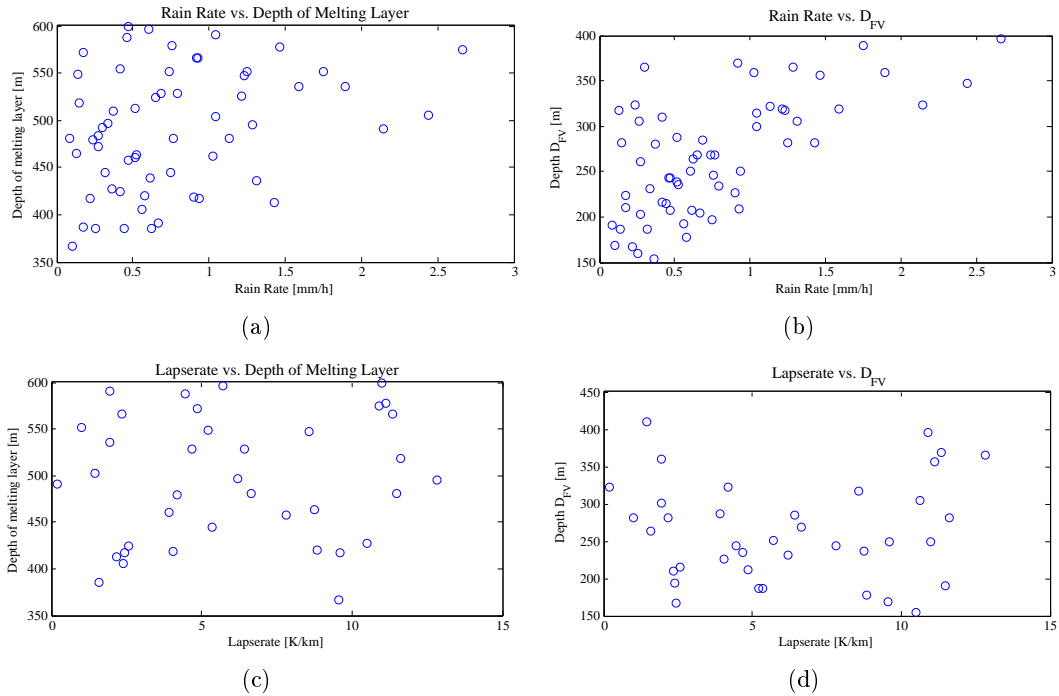 Rain Rate vs. Depth of Melting Layer
600
550
500
450
400
350
0
0.5
1
1.5
2
2.5
3
Depth of melting layer [m]
Rain Rate [mm/h]
(a)
Rain Rate vs. D_FV
400
350
300
250
200
150
0
0.5
1
1.5
2
2.5
3
Depth D_FV [m]
Rain Rate [mm/h]
(b)
Lapserate vs. Depth of Melting Layer
600
550
500
450
400
350
0
5
10
15
Depth of melting layer [m]
Lapserate [K/km]
(c)
Lapserate vs. D_FV
450
400
350
300
250
200
150
0
5
10
15
Depth D_FV [m]
Lapserate [K/km]
(d)